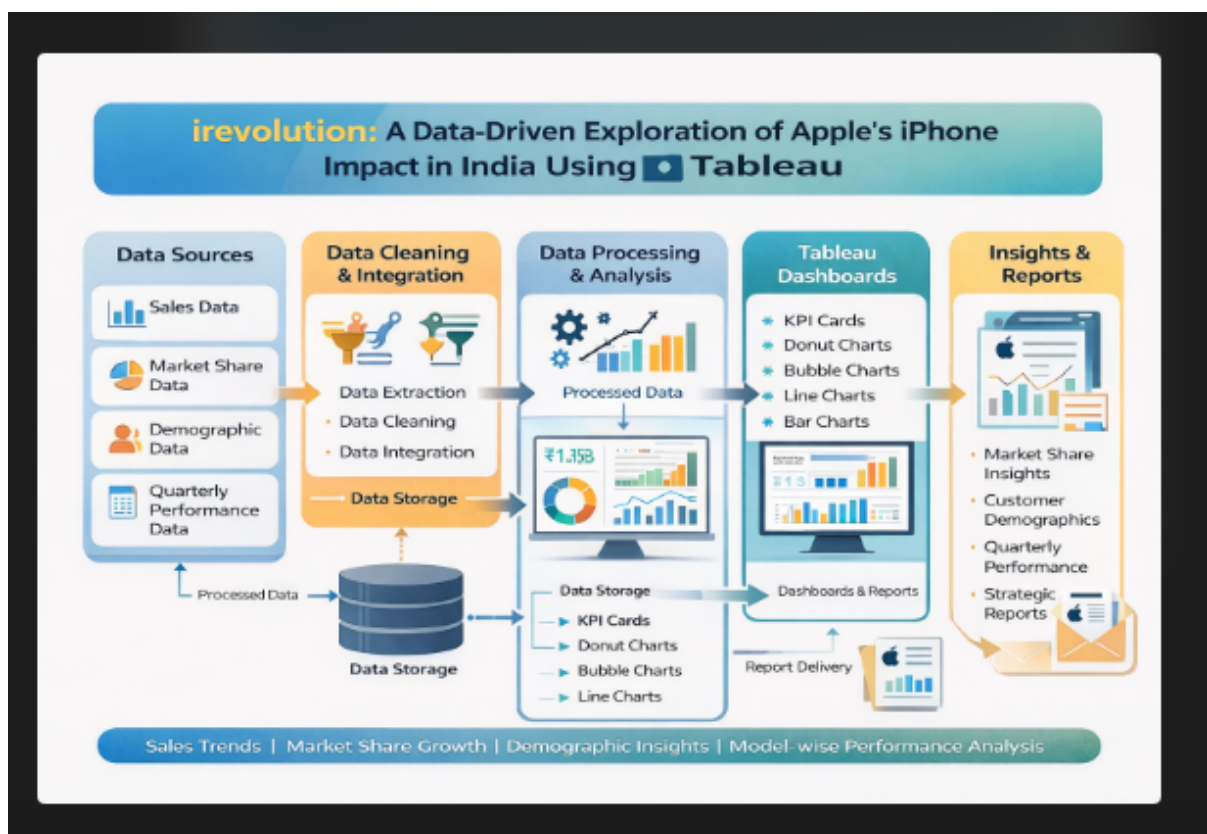 irevolution: A Data-Driven Exploration of Apple's iPhone
Impact in India Using Tableau
Data Sources
Sales Data
Market Share
Data
Demographic
Data
Quarterly
Performance
Data
Data Cleaning
& Integration
Data Extraction
Data Cleaning
Data Integration
Data Storage
Data Processing
& Analysis
Processed Data
Data Storage
KPI Cards
Donut Charts
Bubble Charts
Line Charts
Tableau
Dashboards
KPI Cards
Donut Charts
Bubble Charts
Line Charts
Bar Charts
Dashboards & Reports
Insights &
Reports
Market Share
Insights
Customer
Demographics
Quarterly
Performance
Strategic
Reports
Processed Data
Data Storage
Report Delivery
Sales Trends | Market Share Growth | Demographic Insights | Model-wise Performance Analysis